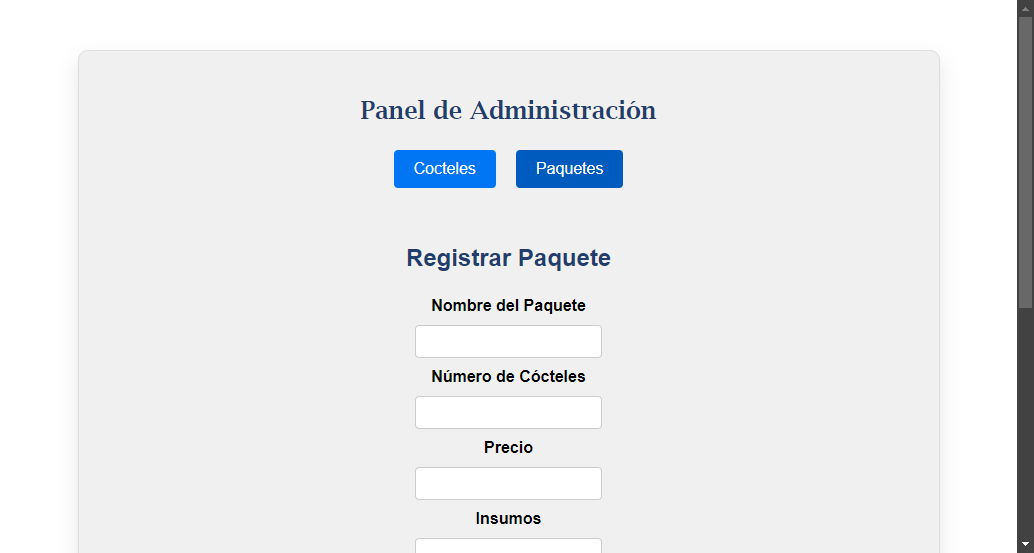 Panel de Administración
Cocteles Paquetes
Registrar Paquete
Nombre del Paquete
Número de Cócteles
Precio
Insumos